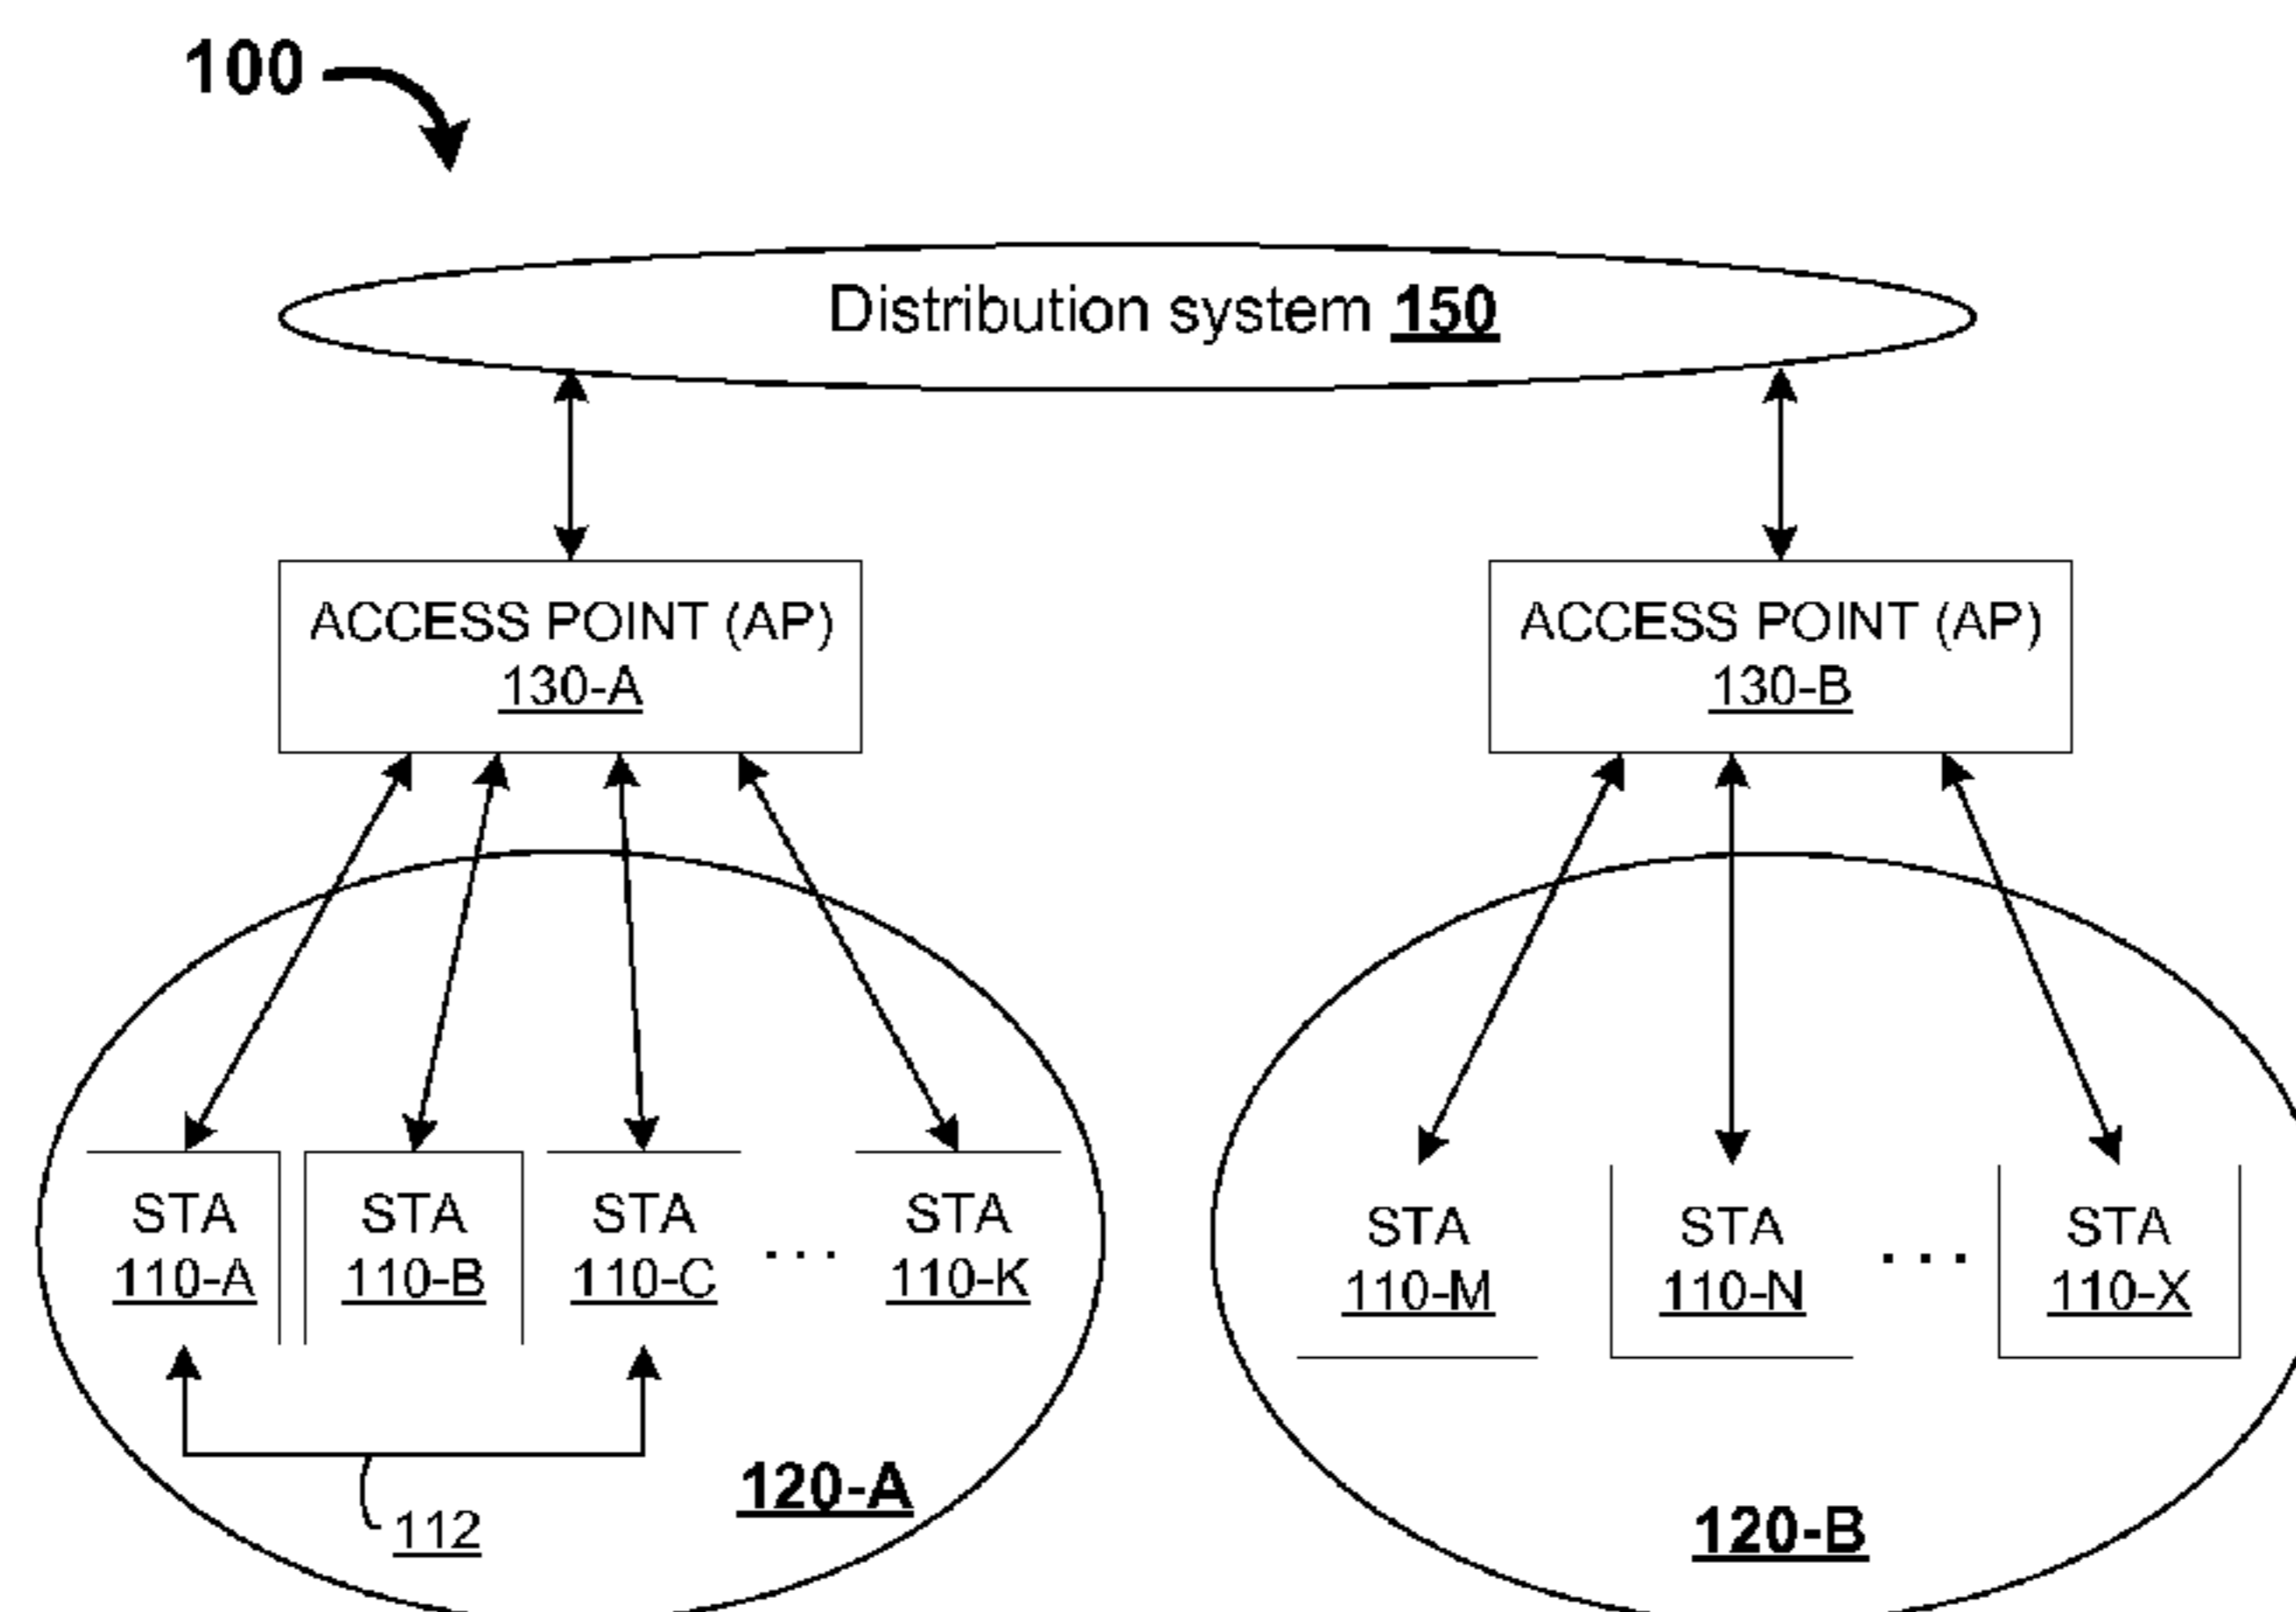 100
Distribution system 150
ACCESS POINT (AP)
130-A
ACCESS POINT (AP)
130-B
STA
110-A
STA
110-B
STA
110-C
...
STA
110-K
STA
110-M
STA
110-N
...
STA
110-X
112
120-A
120-B